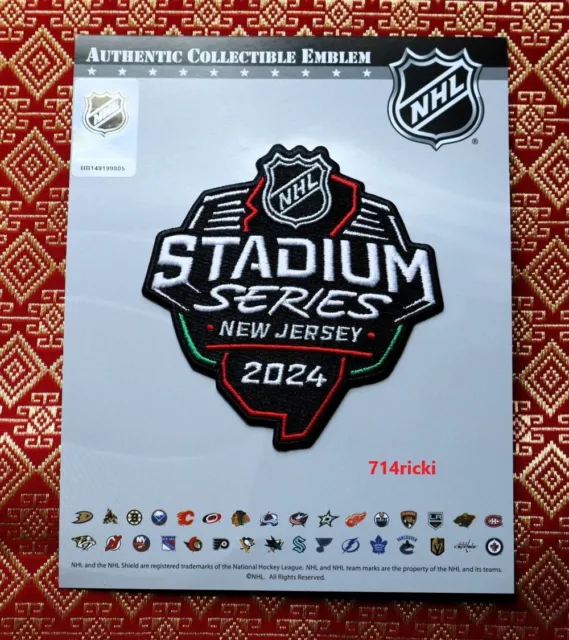 AUTHENTIC COLLECTIBLE EMBLEM
NHL
NHL
®
NHL
STADIUM
SERIES
NEW JERSEY
2024
714ricki
NHL and the NHL Shield are registered trademarks of the National Hockey League. NHL and NHL team marks are the property of the NHL and its teams.
©NHL. All Rights Reserved.